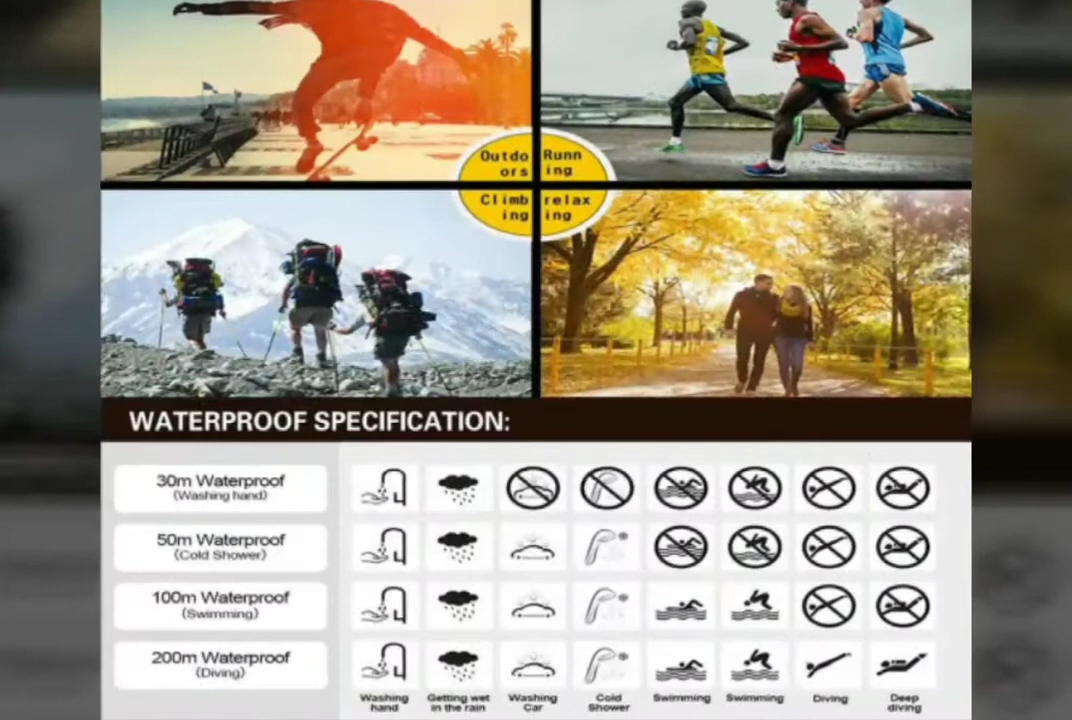 Outdo
ors
Runn
ing
Climb
ing
relax
ing
WATERPROOF SPECIFICATION:
30m Waterproof
(Washing hand)
50m Waterproof
(Cold Shower)
100m Waterproof
(Swimming)
200m Waterproof
(Diving)
Washing
hand
Getting wet
in the rain
Washing
Car
Cold
Shower
Swimming
Swimming
Diving
Deep
diving